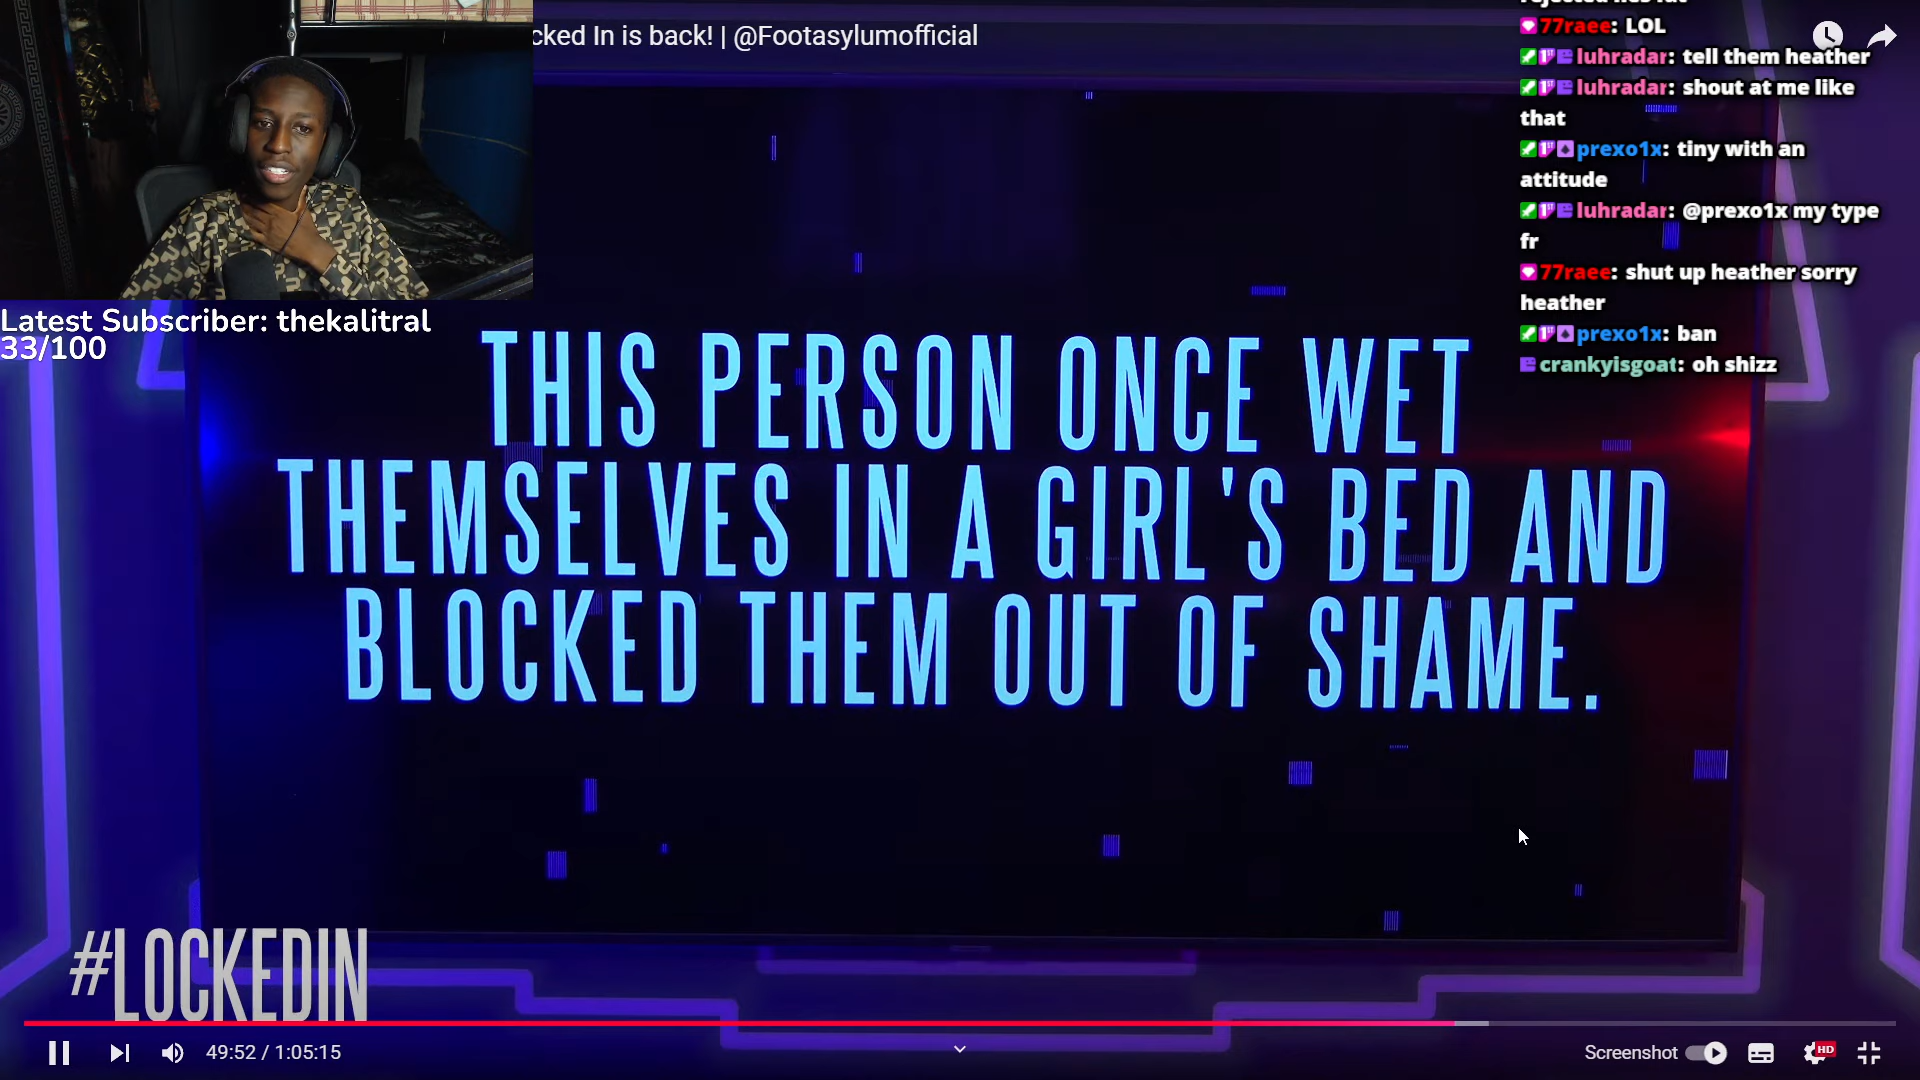 cked In is back! | @Footasylumofficial
77raee: LOL
luhradar: tell them heather
luhradar: shout at me like
that
prexo1x: tiny with an
attitude
luhradar: @prexo1x my type
fr
77raee: shut up heather sorry
heather
prexo1x: ban
crankyisgoat: oh shizz
Latest Subscriber: thekalitral
33/100
THIS PERSON ONCE WET
THEMSELVES IN A GIRL'S BED AND
BLOCKED THEM OUT OF SHAME.
#LOCKEDIN
49:52 / 1:05:15
Screenshot
HD